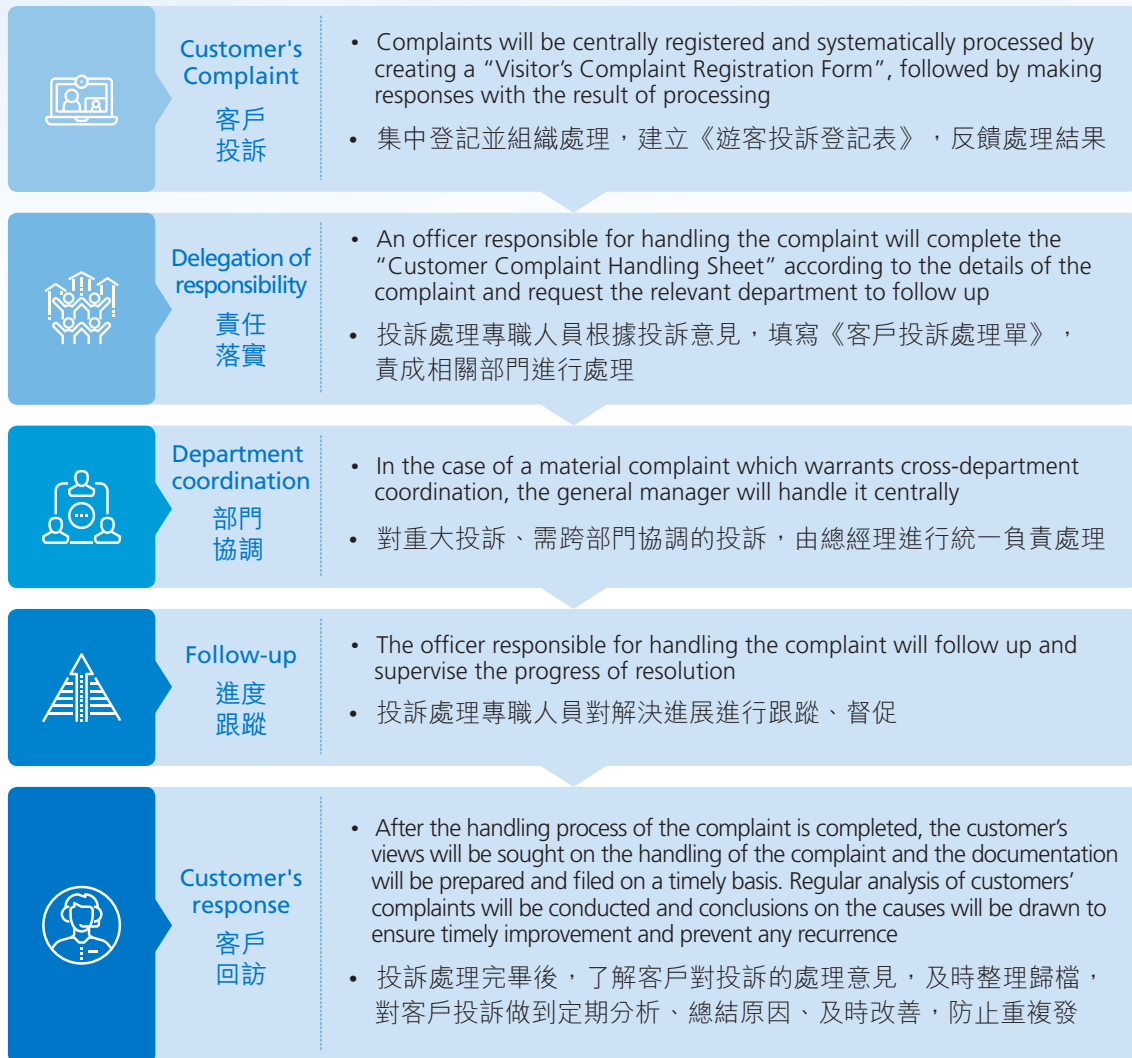 Customer's
Complaint
客戶
投訴
• Complaints will be centrally registered and systematically processed by
creating a “Visitor’s Complaint Registration Form”, followed by making
responses with the result of processing
• 集中登記並組織處理，建立《遊客投訴登記表》，反饋處理結果
Delegation of
responsibility
責任
落實
• An officer responsible for handling the complaint will complete the
“Customer Complaint Handling Sheet” according to the details of the
complaint and request the relevant department to follow up
• 投訴處理專職人員根據投訴意見，填寫《客戶投訴處理單》，
責成相關部門進行處理
Department
coordination
部門
協調
• In the case of a material complaint which warrants cross-department
coordination, the general manager will handle it centrally
• 對重大投訴、需跨部門協調的投訴，由總經理進行統一負責處理
Follow-up
進度
跟蹤
• The officer responsible for handling the complaint will follow up and
supervise the progress of resolution
• 投訴處理專職人員對解決進展進行跟蹤、督促
Customer's
response
客戶
回訪
• After the handling process of the complaint is completed, the customer’s
views will be sought on the handling of the complaint and the documentation
will be prepared and filed on a timely basis. Regular analysis of customers’
complaints will be conducted and conclusions on the causes will be drawn to
ensure timely improvement and prevent any recurrence
• 投訴處理完畢後，了解客戶對投訴的處理意見，及時整理歸檔，
對客戶投訴做到定期分析、總結原因、及時改善，防止重複發